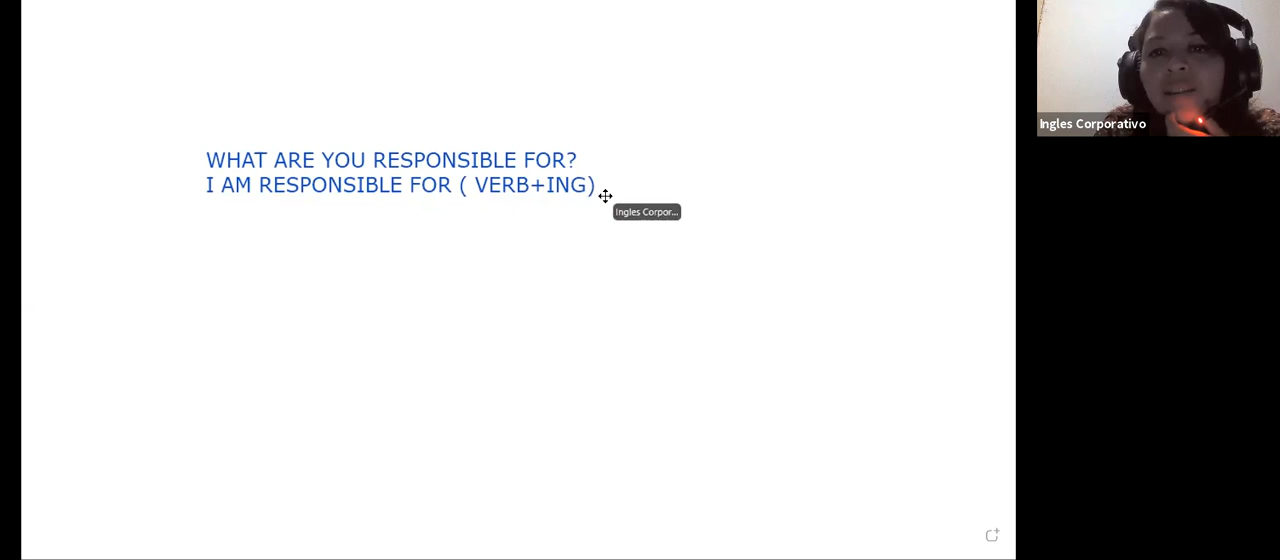 WHAT ARE YOU RESPONSIBLE FOR?
I AM RESPONSIBLE FOR ( VERB+ING)
Ingles Corpor...
Ingles Corporativo